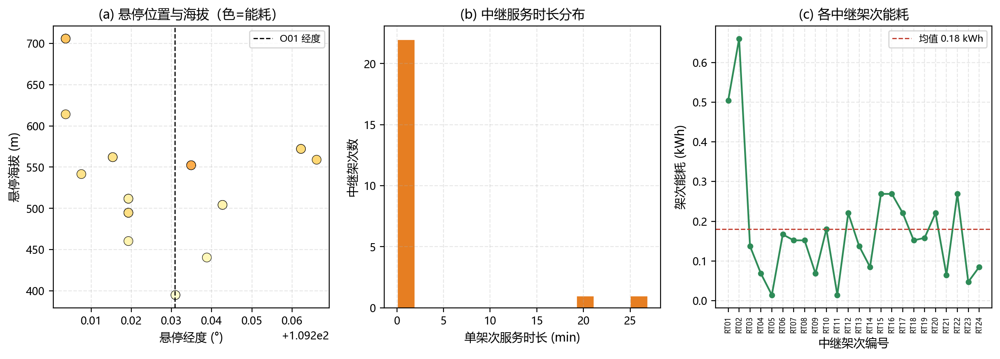 (a) 悬停位置与海拔（色=能耗）
O01 经度
700
650
600
550
500
450
400
悬停海拔 (m)
0.01 0.02 0.03 0.04 0.05 0.06
+1.092e2
悬停经度 (°)
(b) 中继服务时长分布
20
15
10
5
0
中继架次数
0 5 10 15 20 25
单架次服务时长 (min)
(c) 各中继架次能耗
均值 0.18 kWh
0.6
0.5
0.4
0.3
0.2
0.1
0.0
架次能耗 (kWh)
RT01 RT02 RT03 RT04 RT05 RT06 RT07 RT08 RT09 RT10 RT11 RT12 RT13 RT14 RT15 RT16 RT17 RT18 RT19 RT20 RT21 RT22 RT23 RT24
中继架次编号